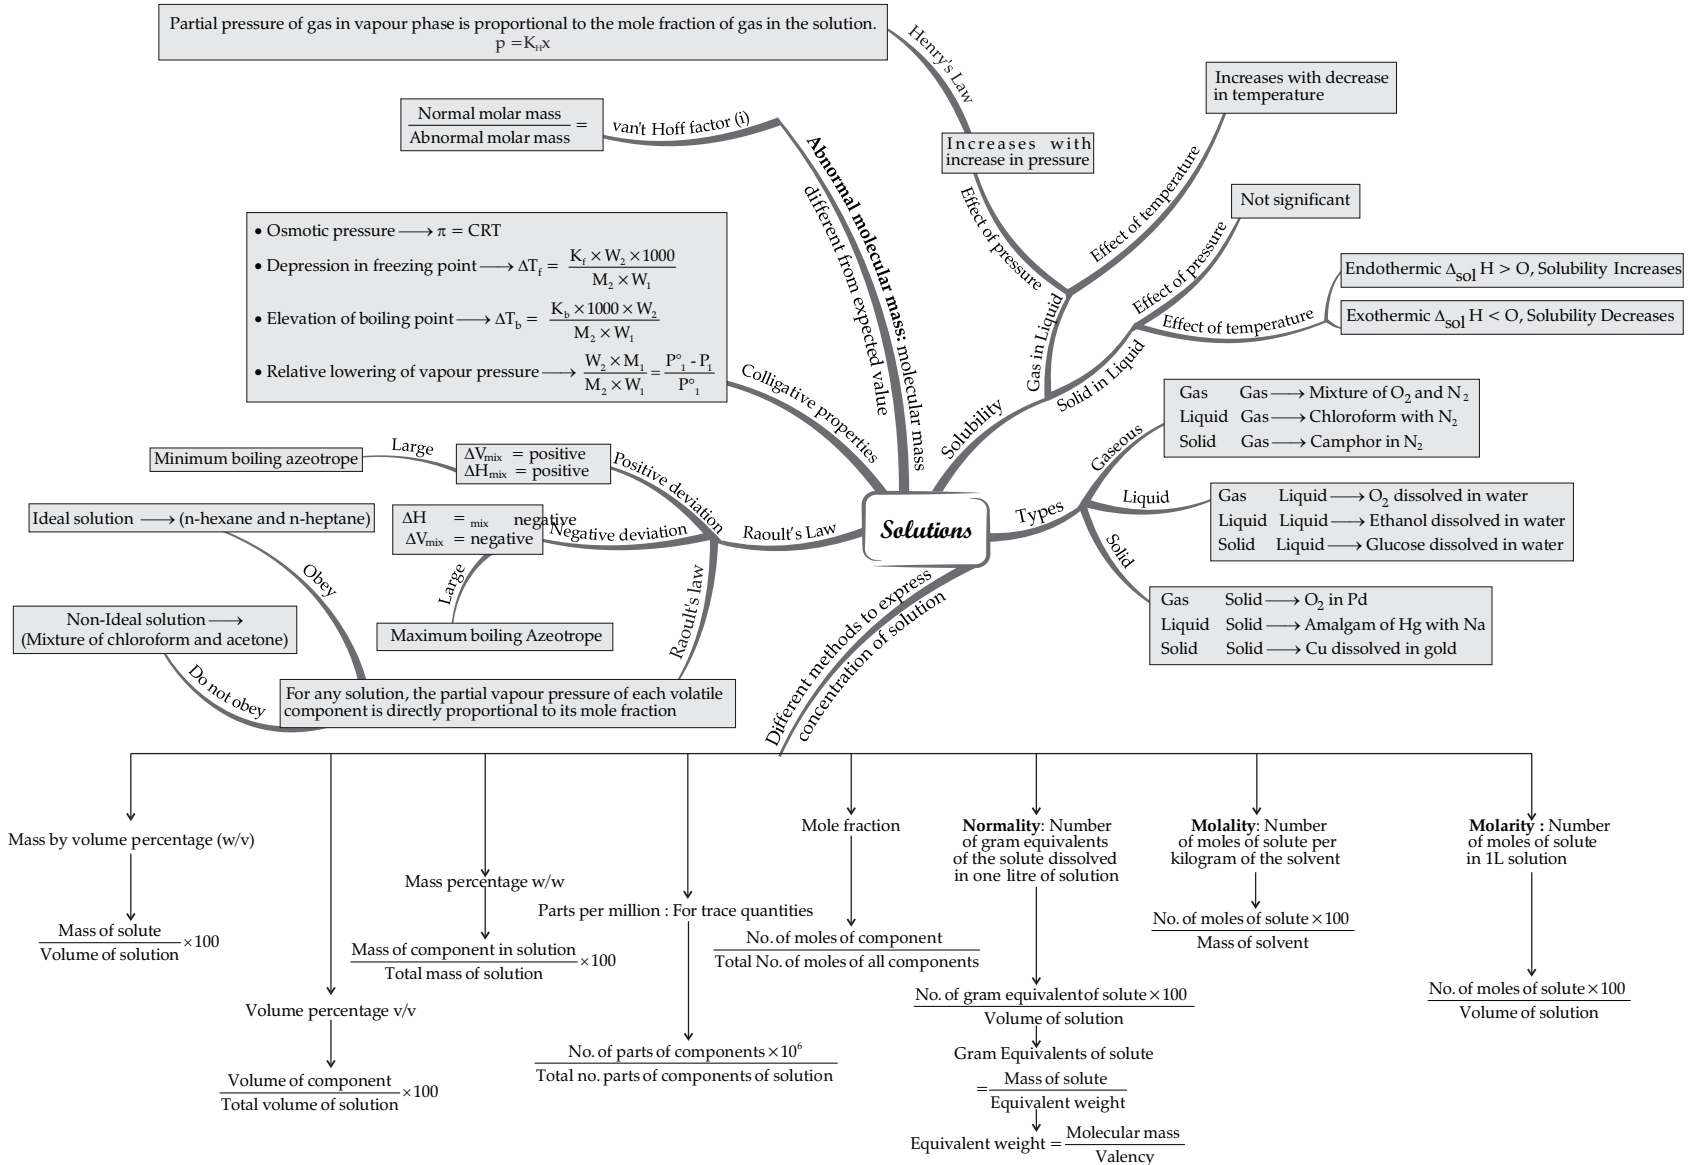 Partial pressure of gas in vapour phase is proportional to the mole fraction of gas in the solution.
p = K_H x
Henry's Law
Increases with
increase in pressure
Effect of pressure
Increases with decrease
in temperature
Effect of temperature
Gas in Liquid
Not significant
Effect of pressure
Effect of temperature
Endothermic Δsol H > O, Solubility Increases
Exothermic Δsol H < O, Solubility Decreases
Solid in Liquid
Solubility
Normal molar mass
Abnormal molar mass
=
van't Hoff factor (i)
Abnormal molecular mass: molecular mass
different from expected value
• Osmotic pressure ⟶ π = CRT
• Depression in freezing point ⟶ ΔT_f = K_f × W₂ × 1000
M₂ × W₁
• Elevation of boiling point ⟶ ΔT_b = K_b × 1000 × W₂
M₂ × W₁
• Relative lowering of vapour pressure ⟶ W₂ × M₁ = P°₁ - P₁
M₂ × W₁ P°₁
Colligative properties
Minimum boiling azeotrope
Large
ΔVmix = positive
ΔHmix = positive
Positive deviation
ΔH = mix negative
ΔVmix = negative
Negative deviation
Large
Maximum boiling Azeotrope
Raoult's Law
Raoult's law
Ideal solution ⟶ (n-hexane and n-heptane)
Obey
Non-Ideal solution ⟶
(Mixture of chloroform and acetone)
Do not obey
For any solution, the partial vapour pressure of each volatile
component is directly proportional to its mole fraction
Solutions
Types
Gaseous
Gas Gas ⟶ Mixture of O₂ and N₂
Liquid Gas ⟶ Chloroform with N₂
Solid Gas ⟶ Camphor in N₂
Liquid
Gas Liquid ⟶ O₂ dissolved in water
Liquid Liquid ⟶ Ethanol dissolved in water
Solid Liquid ⟶ Glucose dissolved in water
Solid
Gas Solid ⟶ O₂ in Pd
Liquid Solid ⟶ Amalgam of Hg with Na
Solid Solid ⟶ Cu dissolved in gold
Different methods to express
concentration of solution
Mass by volume percentage (w/v)
Mass of solute
Volume of solution
×100
Volume percentage v/v
Volume of component
Total volume of solution
×100
Mass percentage w/w
Mass of component in solution
Total mass of solution
×100
Parts per million : For trace quantities
No. of parts of components × 10⁶
Total no. parts of components of solution
Mole fraction
No. of moles of component
Total No. of moles of all components
Normality: Number
of gram equivalents
of the solute dissolved
in one litre of solution
No. of gram equivalent of solute × 100
Volume of solution
Gram Equivalents of solute
= Mass of solute
Equivalent weight
Equivalent weight = Molecular mass
Valency
Molality: Number
of moles of solute per
kilogram of the solvent
No. of moles of solute × 100
Mass of solvent
Molarity : Number
of moles of solute
in 1L solution
No. of moles of solute × 100
Volume of solution